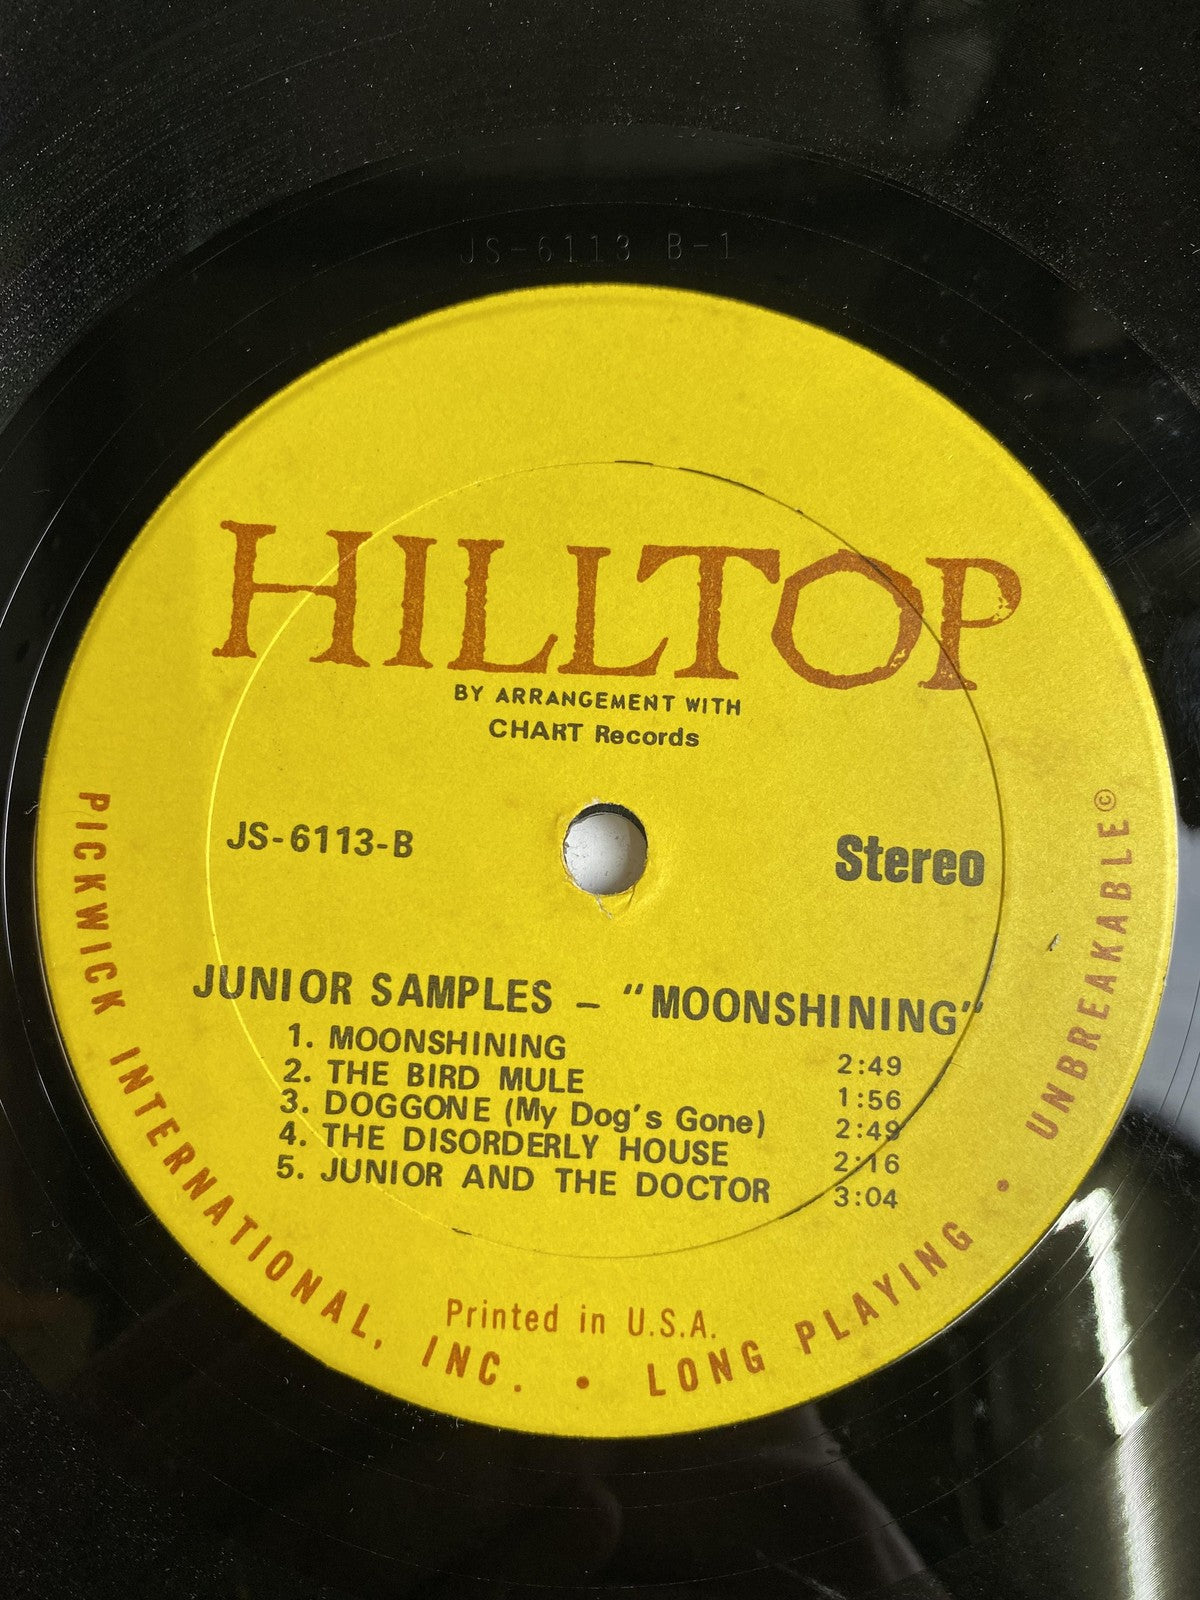 JS-6113 B-1
HILLTOP
BY ARRANGEMENT WITH
CHART Records
JS-6113-B
Stereo
JUNIOR SAMPLES – "MOONSHINING"
1. MOONSHINING 2:49
2. THE BIRD MULE 1:56
3. DOGGONE (My Dog's Gone) 2:49
4. THE DISORDERLY HOUSE 2:16
5. JUNIOR AND THE DOCTOR 3:04
Printed in U.S.A.
PICKWICK INTERNATIONAL, INC. • LONG PLAYING • UNBREAKABLE ©